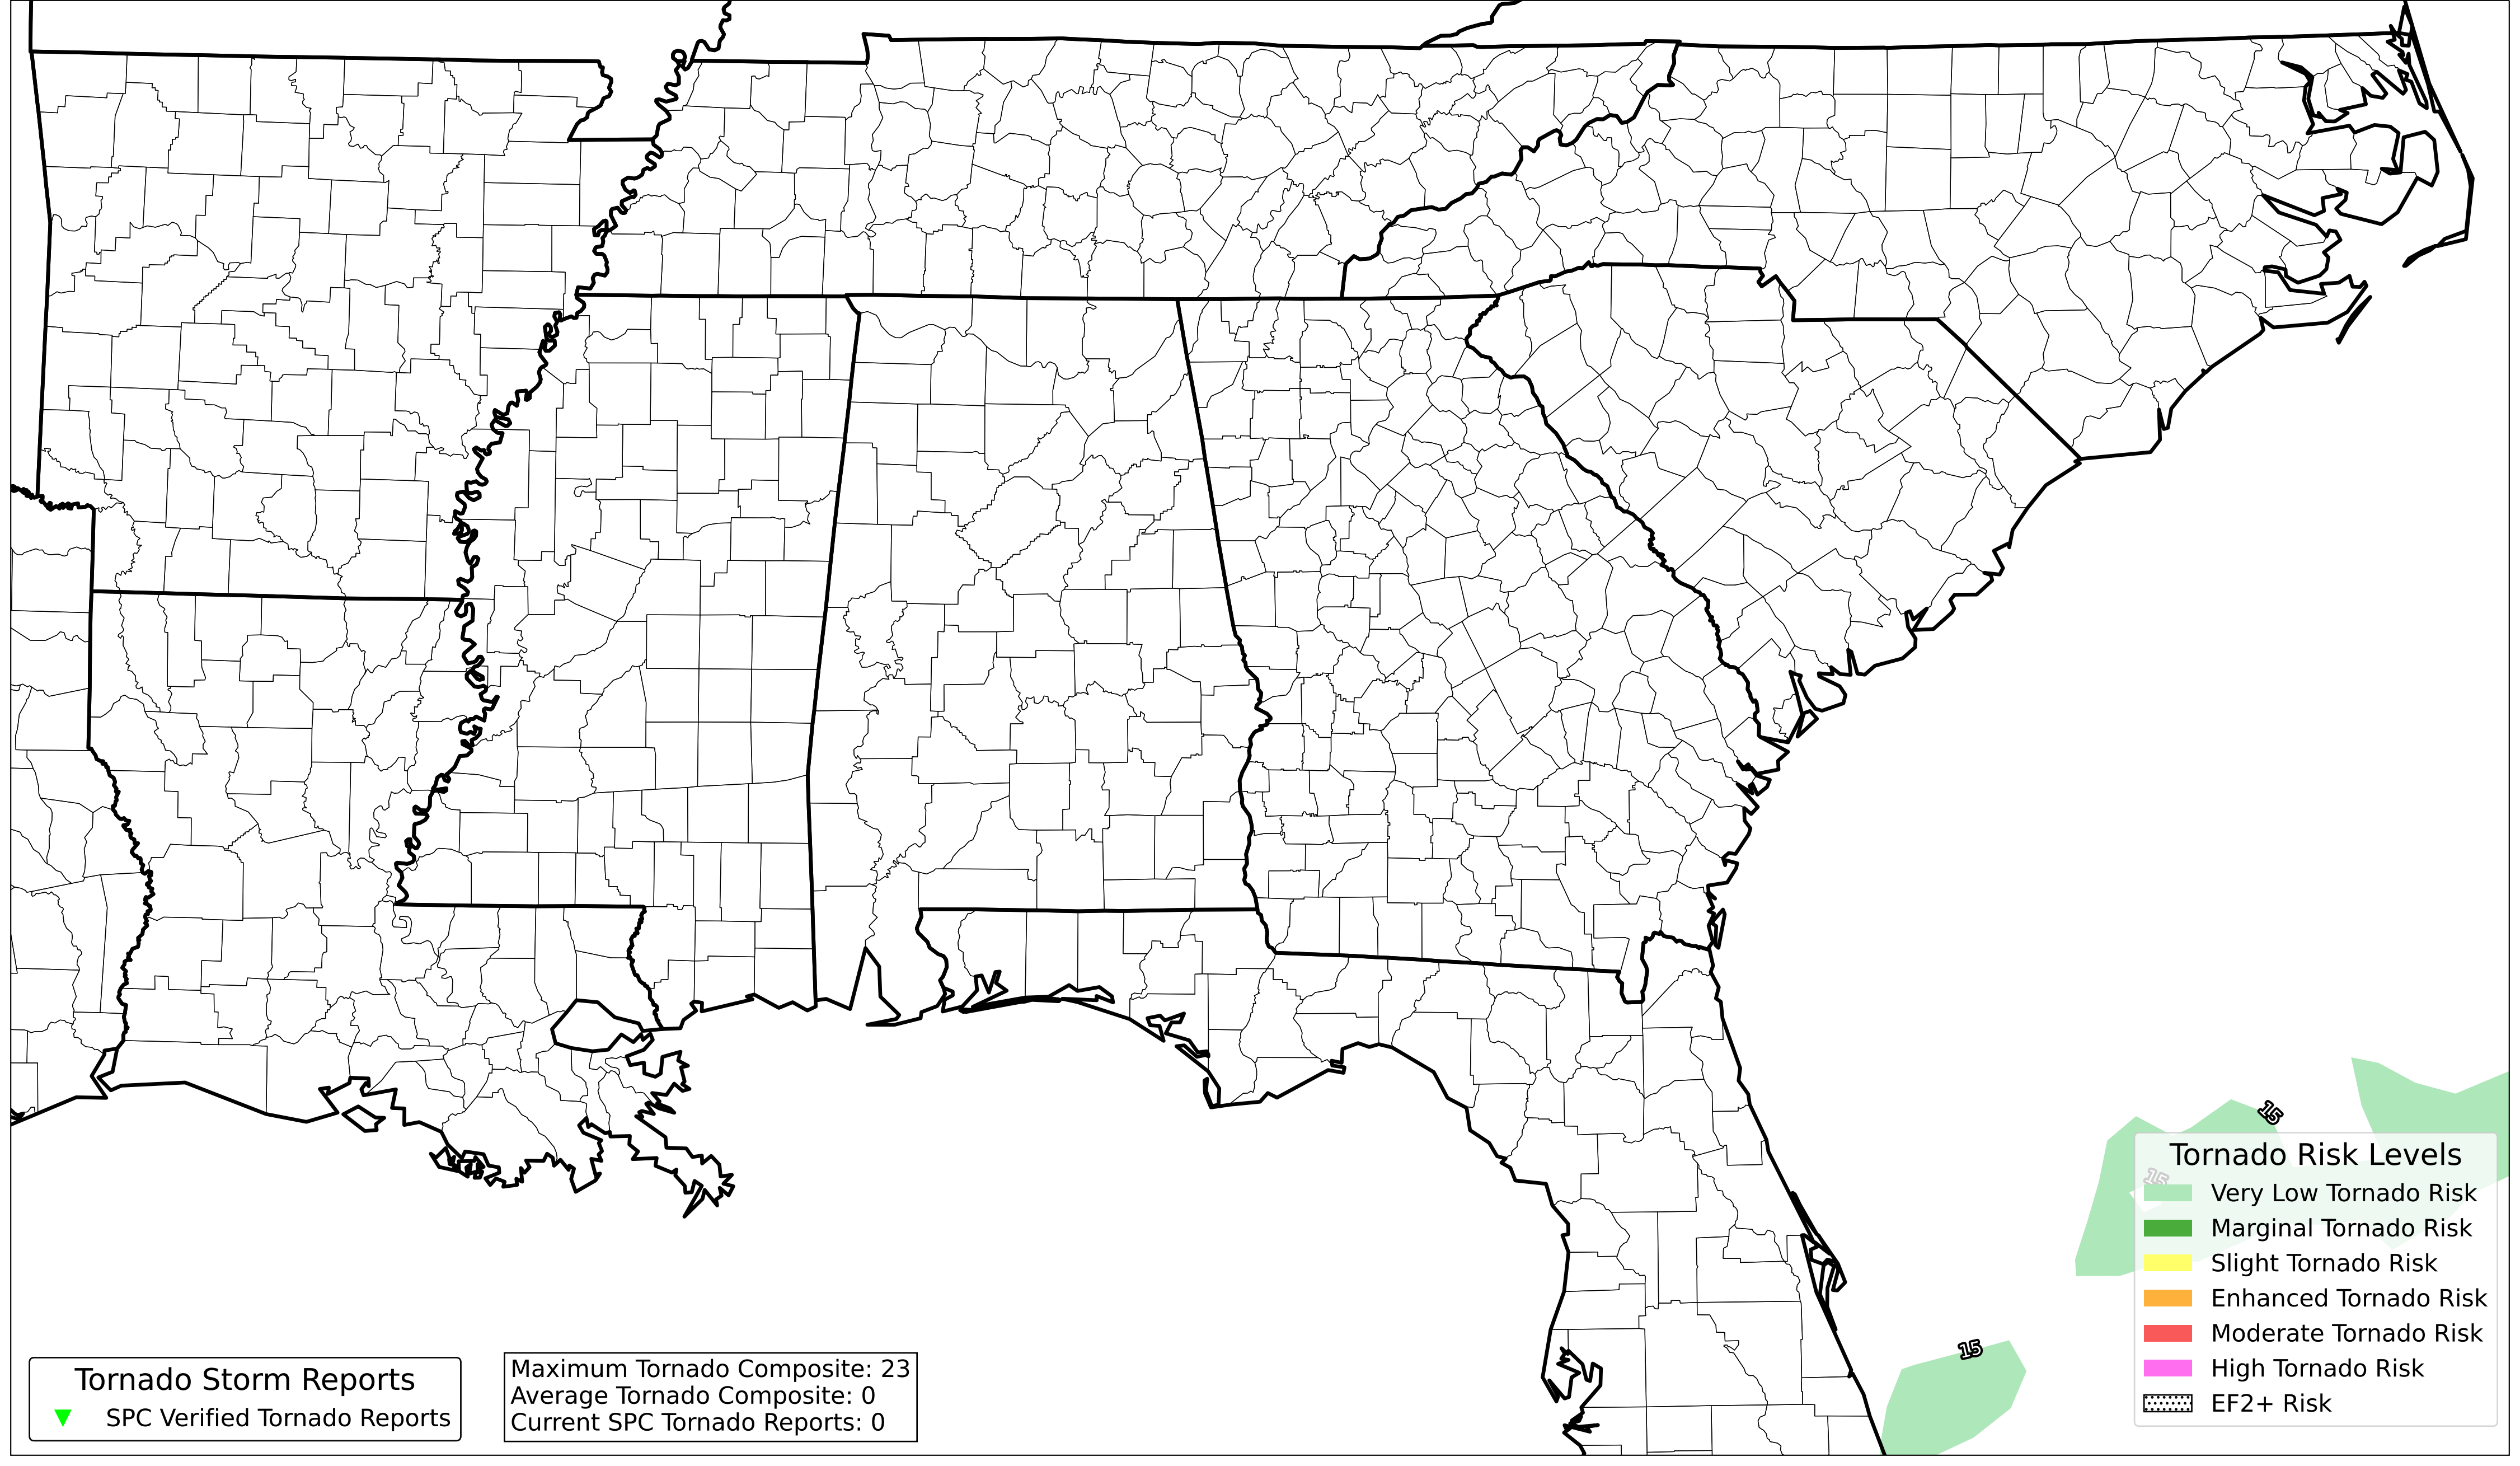 15
15
Tornado Risk Levels
Very Low Tornado Risk
Marginal Tornado Risk
Slight Tornado Risk
Enhanced Tornado Risk
Moderate Tornado Risk
High Tornado Risk
EF2+ Risk
15
Tornado Storm Reports
SPC Verified Tornado Reports
Maximum Tornado Composite: 23
Average Tornado Composite: 0
Current SPC Tornado Reports: 0